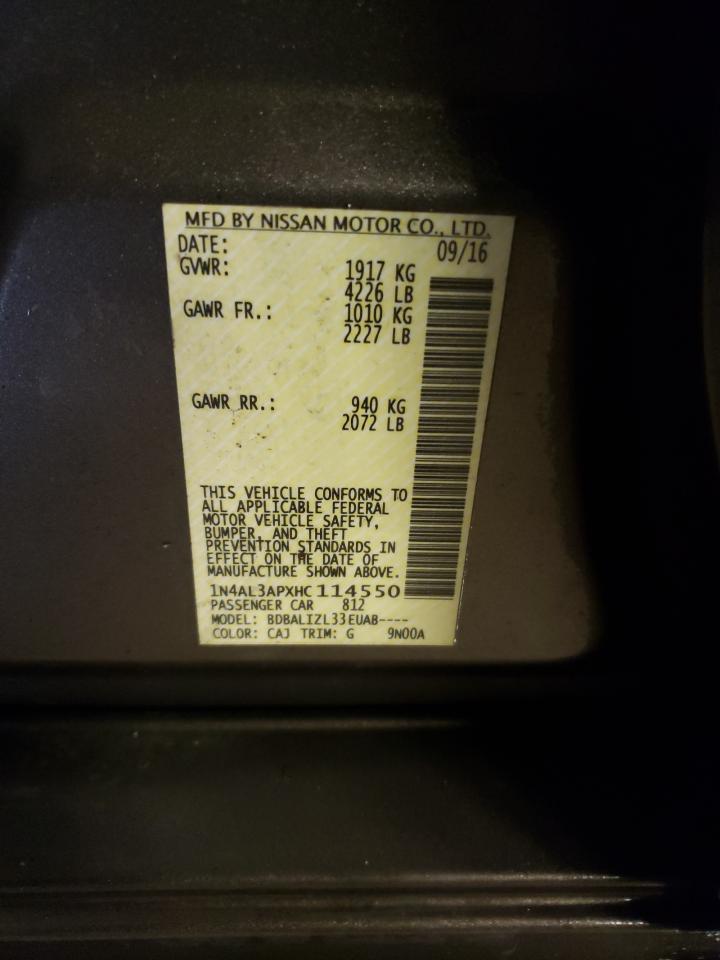 MFD BY NISSAN MOTOR CO., LTD.
DATE: 09/16
GVWR: 1917 KG
4226 LB
GAWR FR.: 1010 KG
2227 LB
GAWR RR.: 940 KG
2072 LB
THIS VEHICLE CONFORMS TO
ALL APPLICABLE FEDERAL
MOTOR VEHICLE SAFETY,
BUMPER, AND THEFT
PREVENTION STANDARDS IN
EFFECT ON THE DATE OF
MANUFACTURE SHOWN ABOVE.
1N4AL3APXHC114550
PASSENGER CAR 812
MODEL: BDBALIZL33EUAB----
COLOR: CAJ TRIM: G 9N00A